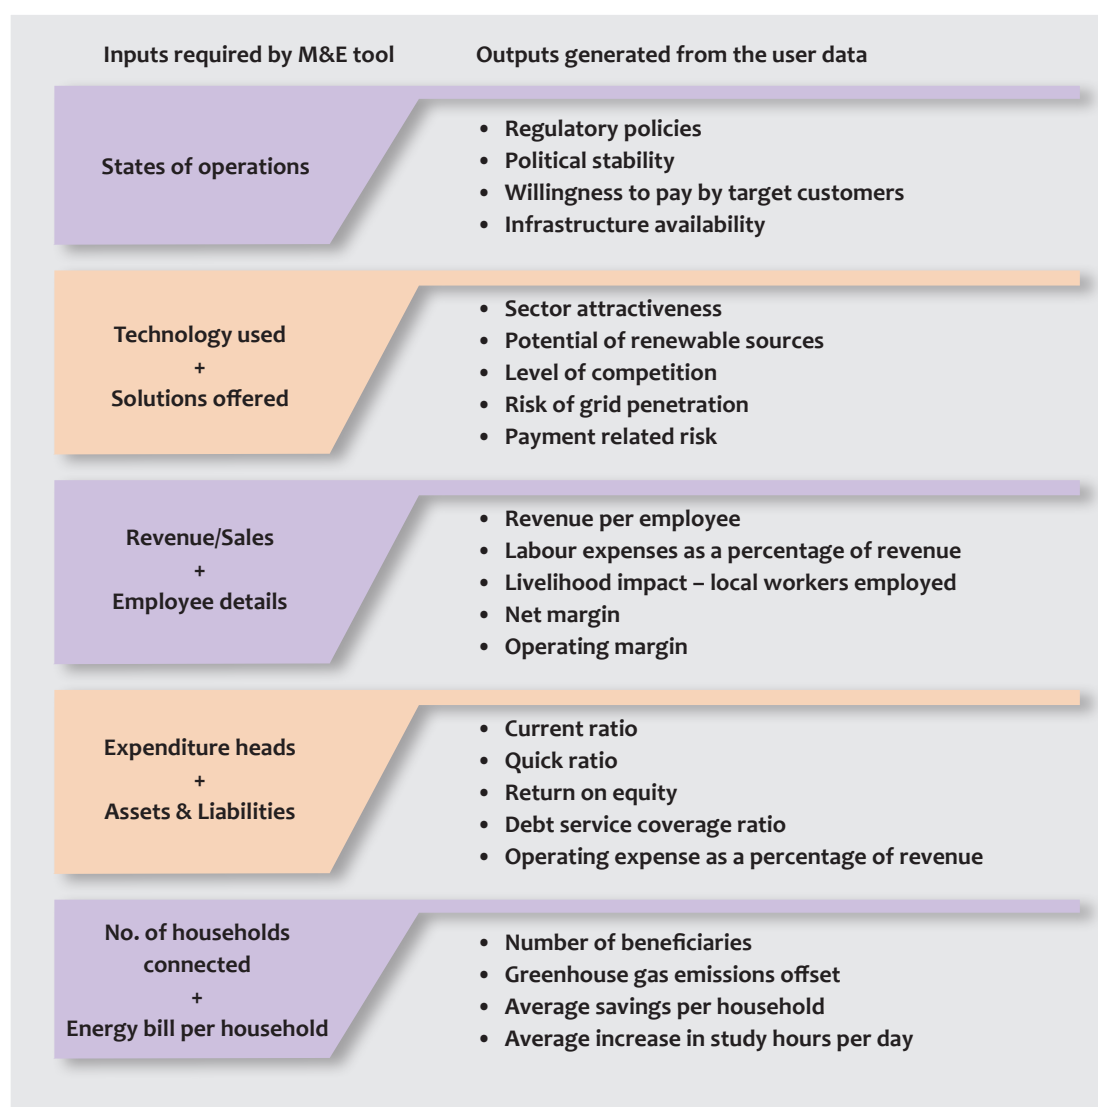 Inputs required by M&E tool
Outputs generated from the user data
States of operations
• Regulatory policies
• Political stability
• Willingness to pay by target customers
• Infrastructure availability
Technology used
+
Solutions offered
• Sector attractiveness
• Potential of renewable sources
• Level of competition
• Risk of grid penetration
• Payment related risk
Revenue/Sales
+
Employee details
• Revenue per employee
• Labour expenses as a percentage of revenue
• Livelihood impact – local workers employed
• Net margin
• Operating margin
Expenditure heads
+
Assets & Liabilities
• Current ratio
• Quick ratio
• Return on equity
• Debt service coverage ratio
• Operating expense as a percentage of revenue
No. of households
connected
+
Energy bill per household
• Number of beneficiaries
• Greenhouse gas emissions offset
• Average savings per household
• Average increase in study hours per day